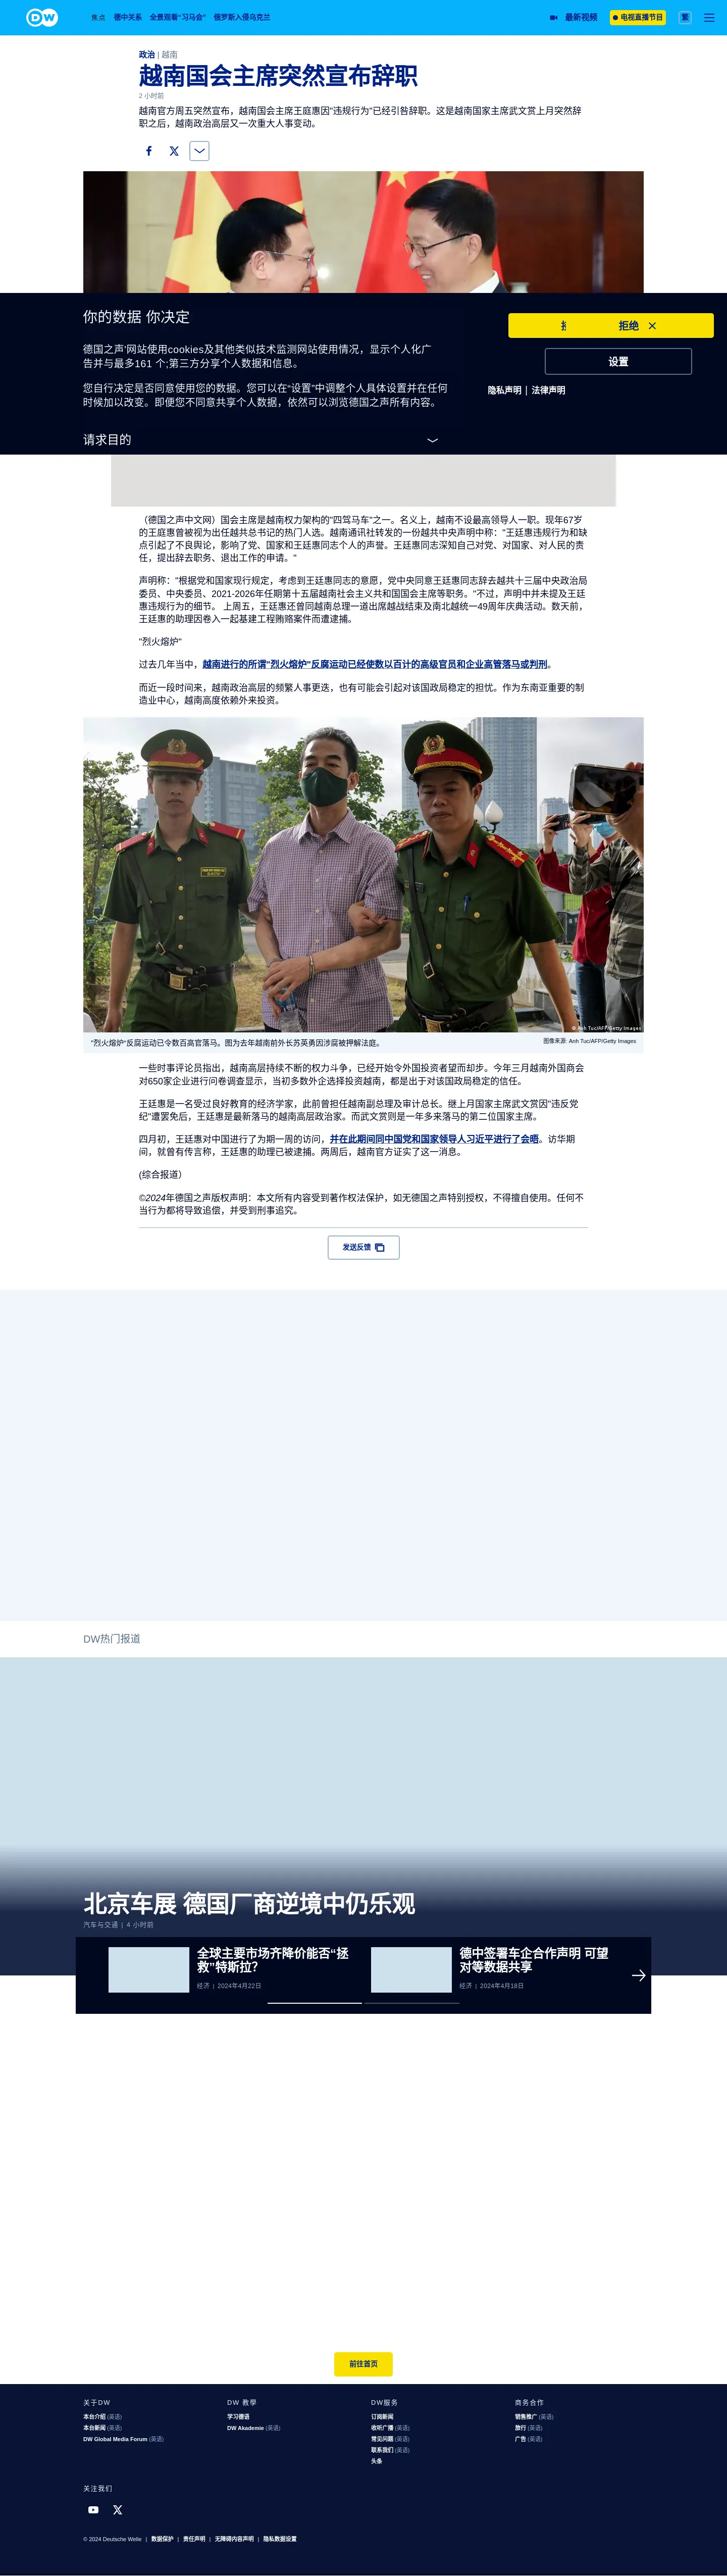 DW
焦点
德中关系
全景观看“习马会”
俄罗斯入侵乌克兰
最新视频
电视直播节目
繁
政治 | 越南
越南国会主席突然宣布辞职
2 小时前
越南官方周五突然宣布，越南国会主席王庭惠因"违规行为"已经引咎辞职。这是越南国家主席武文赏上月突然辞
职之后，越南政治高层又一次重大人事变动。
你的数据 你决定
拒绝
德国之声'网站使用cookies及其他类似技术监测网站使用情况，显示个人化广
告并与最多161 个;第三方分享个人数据和信息。
设置
您自行决定是否同意使用您的数据。您可以在“设置”中调整个人具体设置并在任何
时候加以改变。即便您不同意共享个人数据，依然可以浏览德国之声所有内容。
隐私声明 | 法律声明
请求目的
（德国之声中文网）国会主席是越南权力架构的"四驾马车"之一。名义上，越南不设最高领导人一职。现年67岁
的王庭惠曾被视为出任越共总书记的热门人选。越南通讯社转发的一份越共中央声明中称："王廷惠违规行为和缺
点引起了不良舆论，影响了党、国家和王廷惠同志个人的声誉。王廷惠同志深知自己对党、对国家、对人民的责
任，提出辞去职务、退出工作的申请。"
声明称："根据党和国家现行规定，考虑到王廷惠同志的意愿，党中央同意王廷惠同志辞去越共十三届中央政治局
委员、中央委员、2021-2026年任期第十五届越南社会主义共和国国会主席等职务。"不过，声明中并未提及王廷
惠违规行为的细节。 上周五，王廷惠还曾同越南总理一道出席越战结束及南北越统一49周年庆典活动。数天前，
王廷惠的助理因卷入一起基建工程贿赂案件而遭逮捕。
"烈火熔炉"
过去几年当中，越南进行的所谓"烈火熔炉"反腐运动已经使数以百计的高级官员和企业高管落马或判刑。
而近一段时间来，越南政治高层的频繁人事更迭，也有可能会引起对该国政局稳定的担忧。作为东南亚重要的制
造业中心，越南高度依赖外来投资。
© Anh Tuc/AFP/Getty Images
“烈火熔炉”反腐运动已令数百高官落马。图为去年越南前外长苏英勇因涉腐被押解法庭。
图像来源: Anh Tuc/AFP/Getty Images
一些时事评论员指出，越南高层持续不断的权力斗争，已经开始令外国投资者望而却步。今年三月越南外国商会
对650家企业进行问卷调查显示，当初多数外企选择投资越南，都是出于对该国政局稳定的信任。
王廷惠是一名受过良好教育的经济学家，此前曾担任越南副总理及审计总长。继上月国家主席武文赏因"违反党
纪"遭罢免后，王廷惠是最新落马的越南高层政治家。而武文赏则是一年多来落马的第二位国家主席。
四月初，王廷惠对中国进行了为期一周的访问，并在此期间同中国党和国家领导人习近平进行了会晤。访华期
间，就曾有传言称，王廷惠的助理已被逮捕。两周后，越南官方证实了这一消息。
(综合报道）
©2024年德国之声版权声明：本文所有内容受到著作权法保护，如无德国之声特别授权，不得擅自使用。任何不
当行为都将导致追偿，并受到刑事追究。
发送反馈
DW热门报道
北京车展 德国厂商逆境中仍乐观
汽车与交通 | 4 小时前
全球主要市场齐降价能否“拯
救”特斯拉？
经济 | 2024年4月22日
德中签署车企合作声明 可望
对等数据共享
经济 | 2024年4月18日
前往首页
关于DW
本台介绍 (英语)
本台新闻 (英语)
DW Global Media Forum (英语)
DW 教學
学习德语
DW Akademie (英语)
DW服务
订阅新闻
收听广播 (英语)
常见问题 (英语)
联系我们 (英语)
头条
商务合作
销售推广 (英语)
旅行 (英语)
广告 (英语)
关注我们
© 2024 Deutsche Welle | 数据保护 | 责任声明 | 无障碍内容声明 | 隐私数据设置